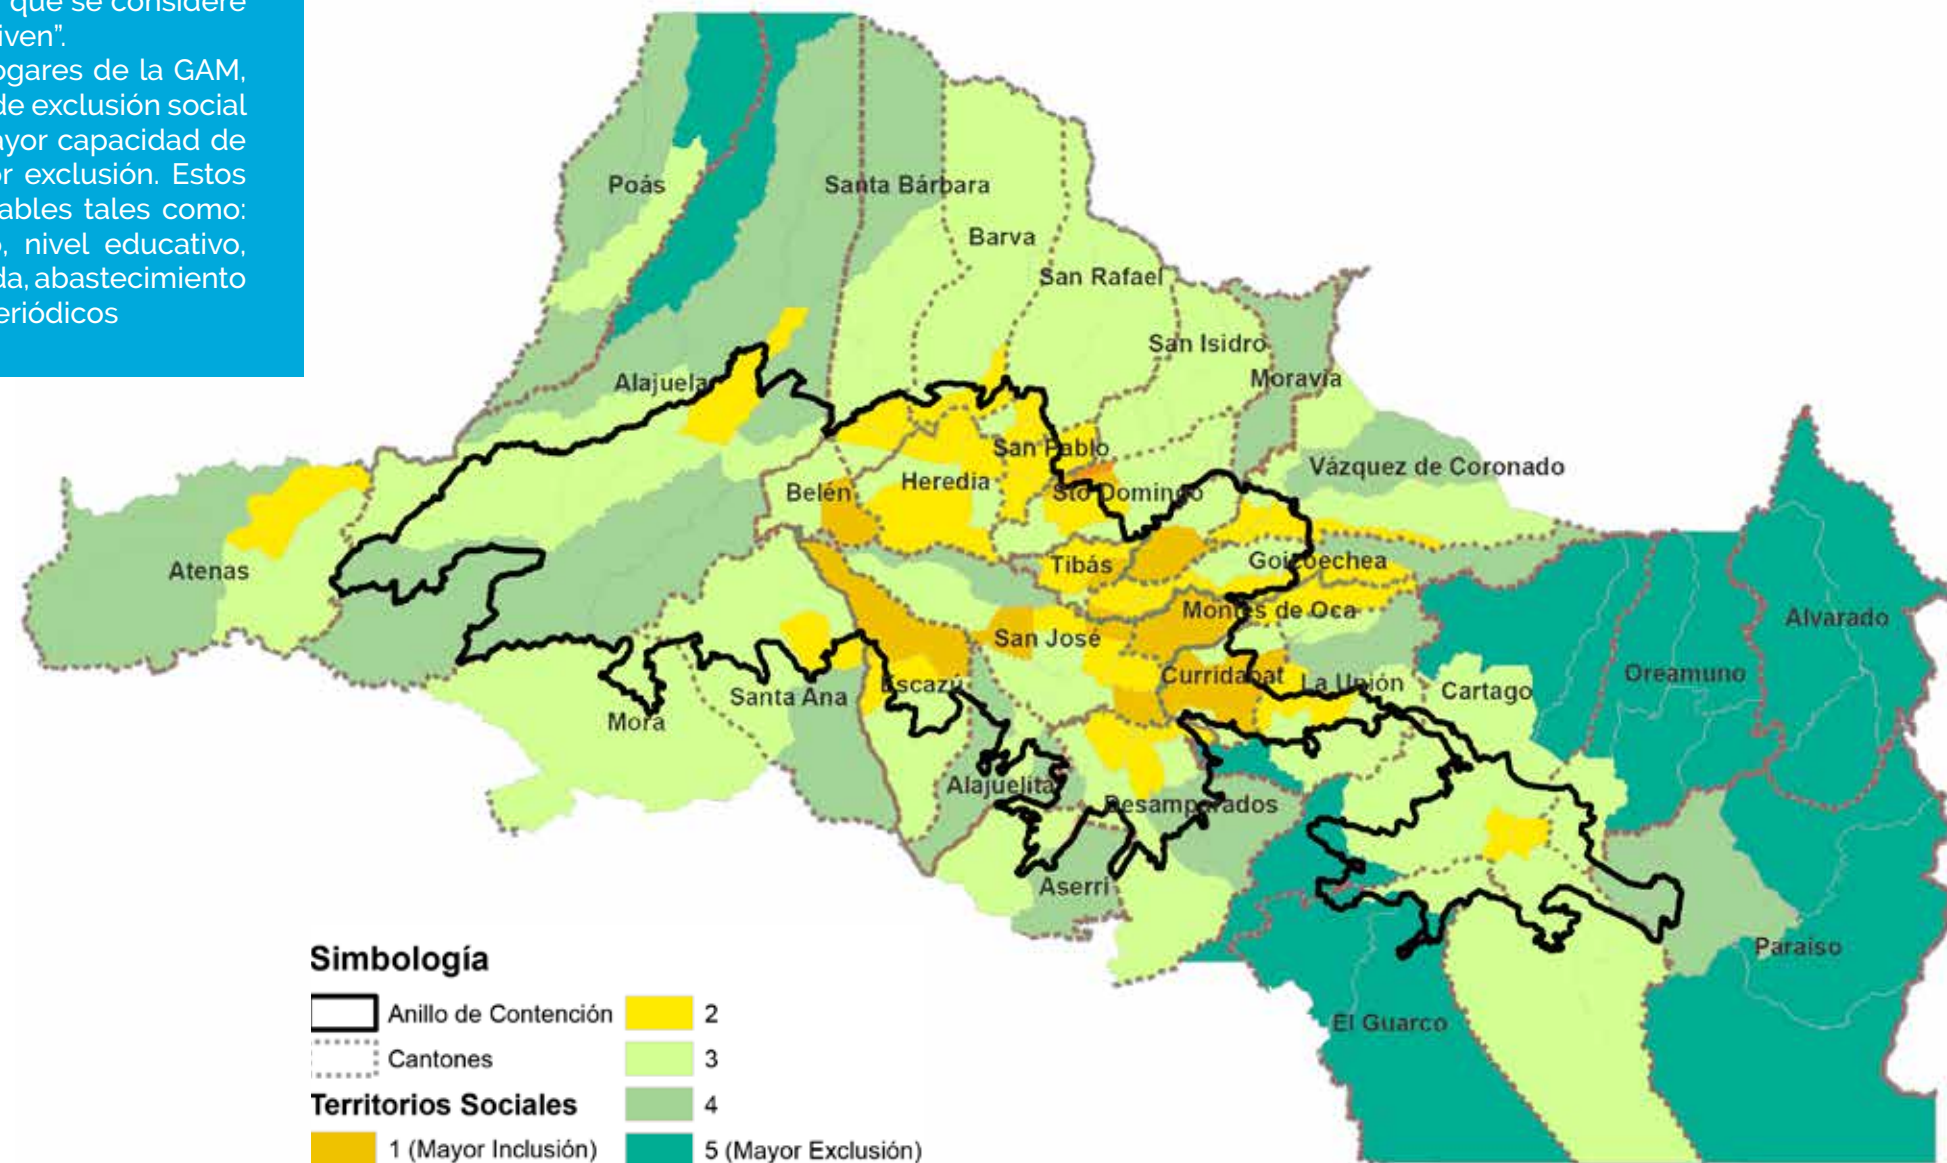 que se considere
iven”.
ogares de la GAM,
de exclusión social
ayor capacidad de
or exclusión. Estos
ables tales como:
o, nivel educativo,
da, abastecimiento
eriódicos
Poás
Santa Bárbara
Barva
San Rafael
San Isidro
Moravia
Alajuela
San Pablo
Vázquez de Coronado
Heredia
Belén
Sto Domingo
Tibás
Goicoechea
Atenas
Montes de Oca
Alvarado
San José
Curridabat
La Unión
Cartago
Oreamuno
Escazú
Santa Ana
Mora
Alajuelita
Desamparados
Aserrí
Paraíso
El Guarco
Simbología
Anillo de Contención
2
Cantones
3
Territorios Sociales
4
1 (Mayor Inclusión)
5 (Mayor Exclusión)